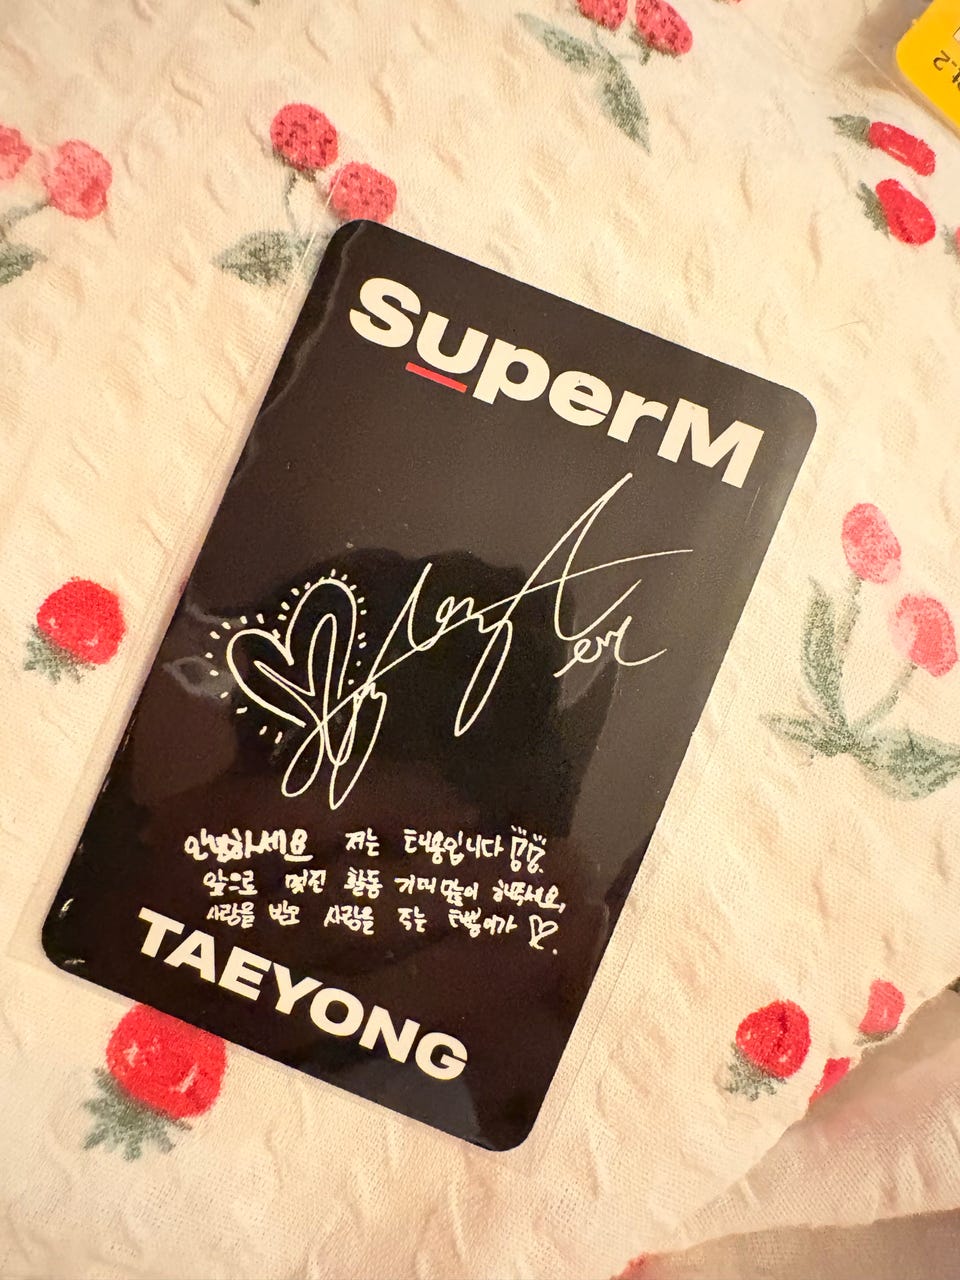 SuperM
안녕하세요 저는 태용입니다
앞으로 멋진 활동 기대 많이 해주세요,
사랑을 받고 사랑을 주는 태뽕이가
TAEYONG